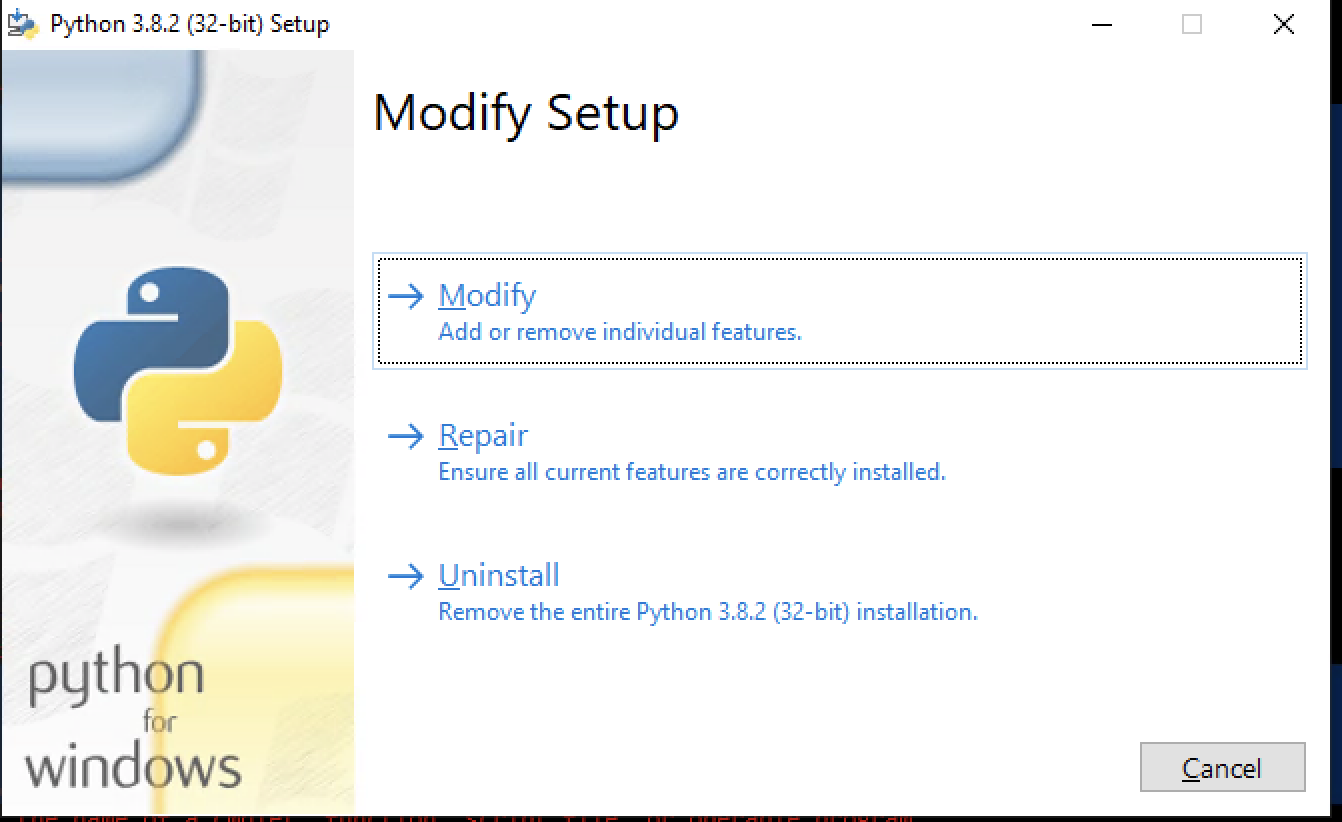 Python 3.8.2 (32-bit) Setup
Modify Setup
Modify
Add or remove individual features.
Repair
Ensure all current features are correctly installed.
Uninstall
Remove the entire Python 3.8.2 (32-bit) installation.
python
for
windows
Cancel